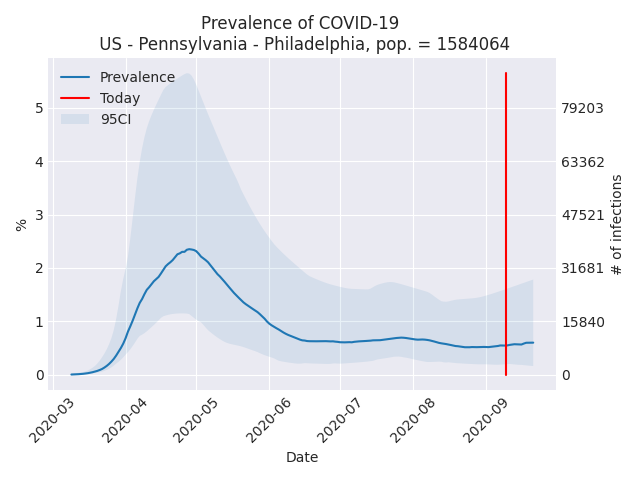 Prevalence of COVID-19
US - Pennsylvania - Philadelphia, pop. = 1584064
Prevalence
Today
95CI
5
4
3
2
1
0
%
79203
63362
47521
31681
15840
0
# of infections
2020-03
2020-04
2020-05
2020-06
2020-07
2020-08
2020-09
Date